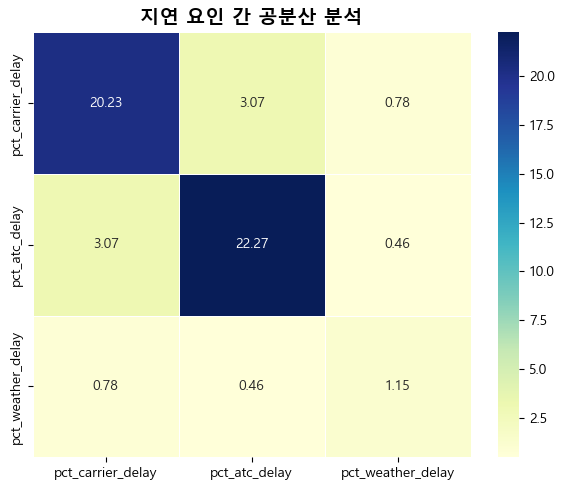 지연 요인 간 공분산 분석
pct_carrier_delay
20.23
3.07
0.78
pct_atc_delay
3.07
22.27
0.46
pct_weather_delay
0.78
0.46
1.15
pct_carrier_delay
pct_atc_delay
pct_weather_delay
20.0
17.5
15.0
12.5
10.0
7.5
5.0
2.5